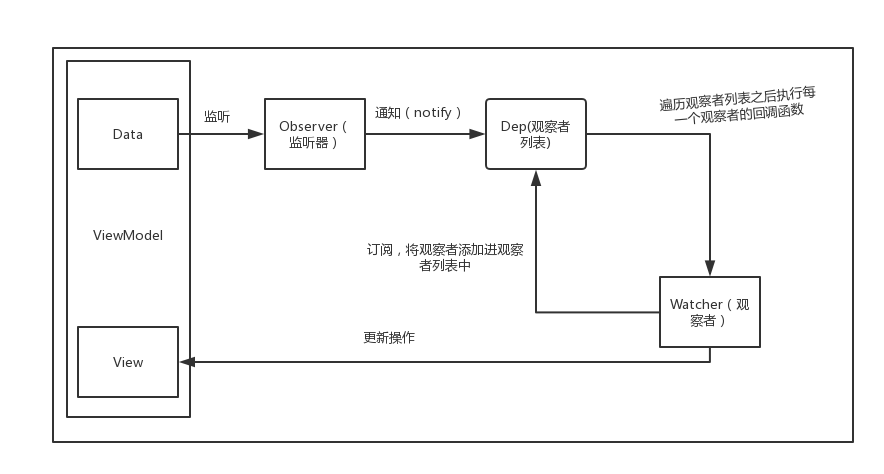 Data
监听
Observer（
监听器）
通知（notify）
Dep(观察者
列表)
遍历观察者列表之后执行每
一个观察者的回调函数
ViewModel
订阅，将观察者添加进观察
者列表中
Watcher（观
察者）
更新操作
View